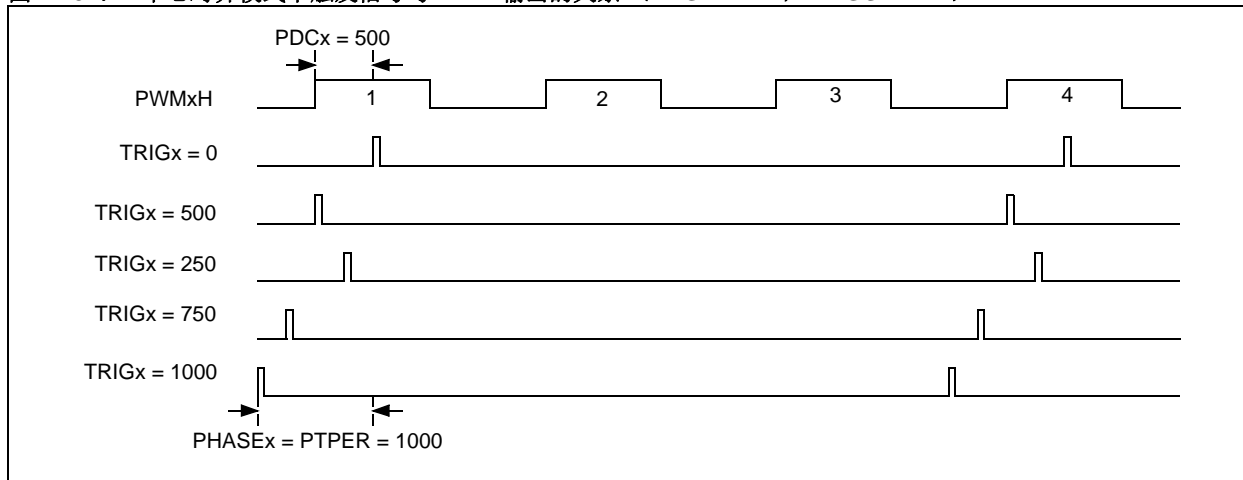 PDCx = 500
PWMxH
1
2
3
4
TRIGx = 0
TRIGx = 500
TRIGx = 250
TRIGx = 750
TRIGx = 1000
PHASEx = PTPER = 1000